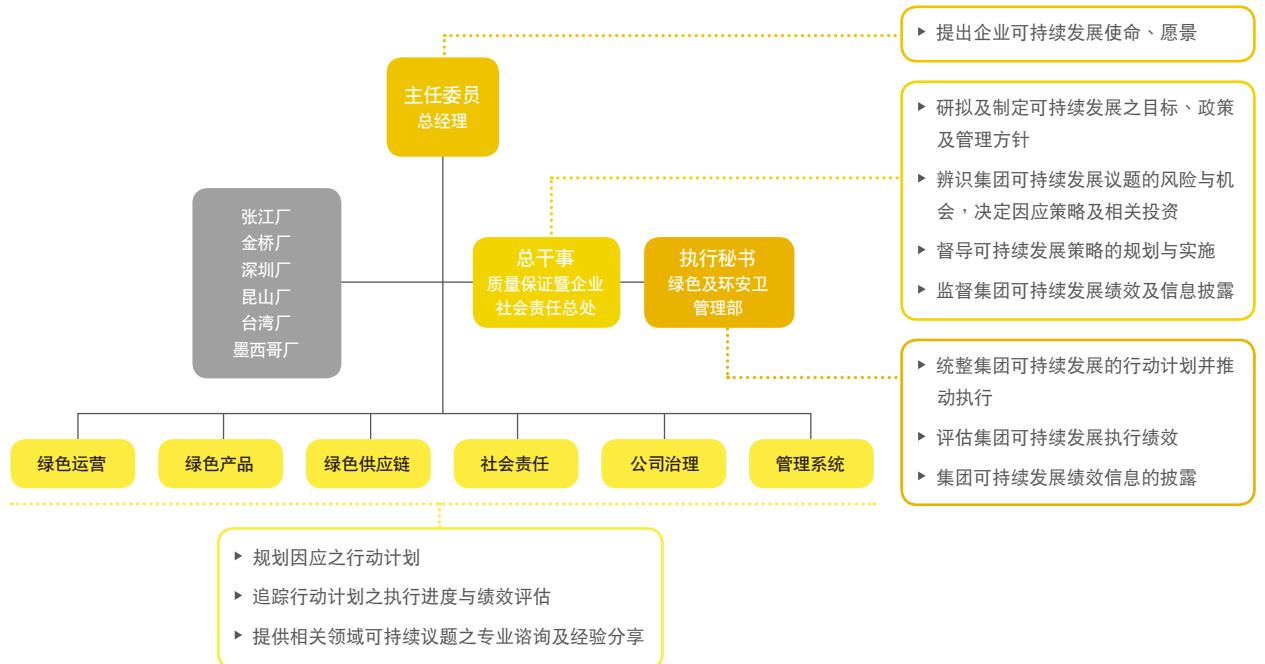 提出企业可持续发展使命、愿景
主任委员
总经理
研拟及制定可持续发展之目标、政策
及管理方针
辨识集团可持续发展议题的风险与机
会，决定因应策略及相关投资
督导可持续发展策略的规划与实施
监督集团可持续发展绩效及信息披露
张江厂
金桥厂
深圳厂
昆山厂
台湾厂
墨西哥厂
总干事
质量保证暨企业
社会责任总处
执行秘书
绿色及环安卫
管理部
统整集团可持续发展的行动计划并推
动执行
评估集团可持续发展执行绩效
集团可持续发展绩效信息的披露
绿色运营
绿色产品
绿色供应链
社会责任
公司治理
管理系统
规划因应之行动计划
追踪行动计划之执行进度与绩效评估
提供相关领域可持续议题之专业谘询及经验分享